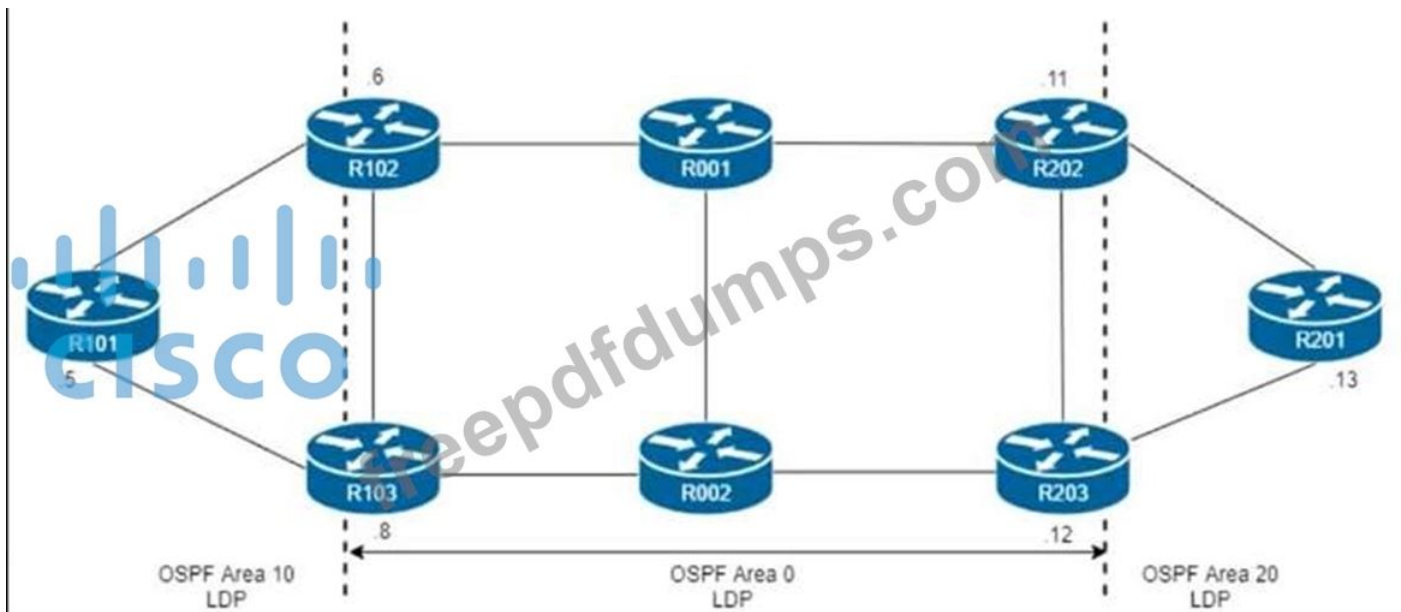 .6
.11
R102
R001
R202
R101
.5
cisco
R201
.13
R103
R002
R203
.8
.12
OSPF Area 10
LDP
OSPF Area 0
LDP
OSPF Area 20
LDP
freepdfdumps.com